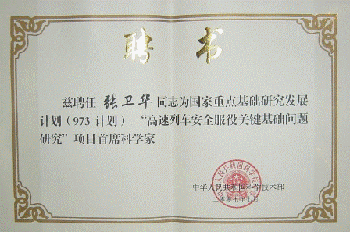 聘书
兹聘任 张卫华 同志为国家重点基础研究发展
计划（973 计划） “高速列车安全服役关键基础问题
研究”项目首席科学家
中华人民共和国科学技术部